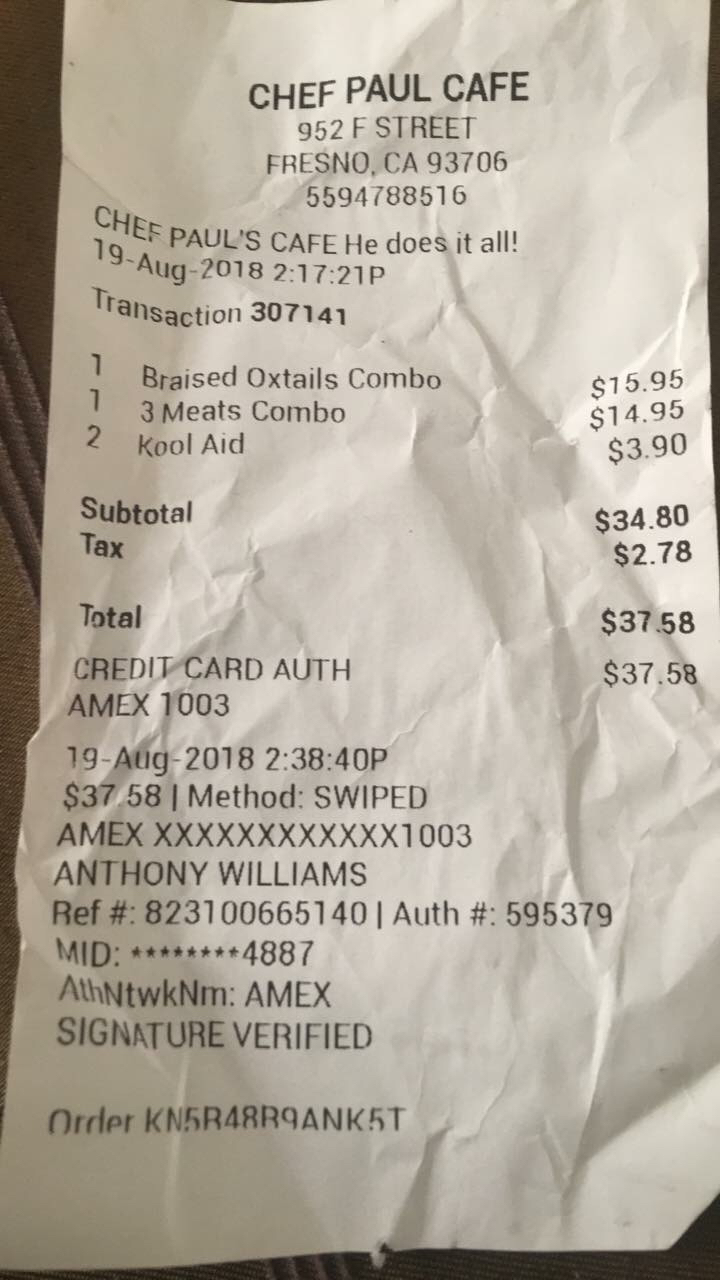 CHEF PAUL CAFE
952 F STREET
FRESNO, CA 93706
5594788516
CHEF PAUL'S CAFE He does it all!
19-Aug-2018 2:17:21P
Transaction 307141
1 Braised Oxtails Combo $15.95
1 3 Meats Combo $14.95
2 Kool Aid $3.90
Subtotal $34.80
Tax $2.78
Total $37.58
CREDIT CARD AUTH $37.58
AMEX 1003
19-Aug-2018 2:38:40P
$37.58 | Method: SWIPED
AMEX XXXXXXXXXXXX1003
ANTHONY WILLIAMS
Ref #: 823100665140 | Auth #: 595379
MID: ********4887
AthNtwkNm: AMEX
SIGNATURE VERIFIED
Order KN5R48R9ANK5T